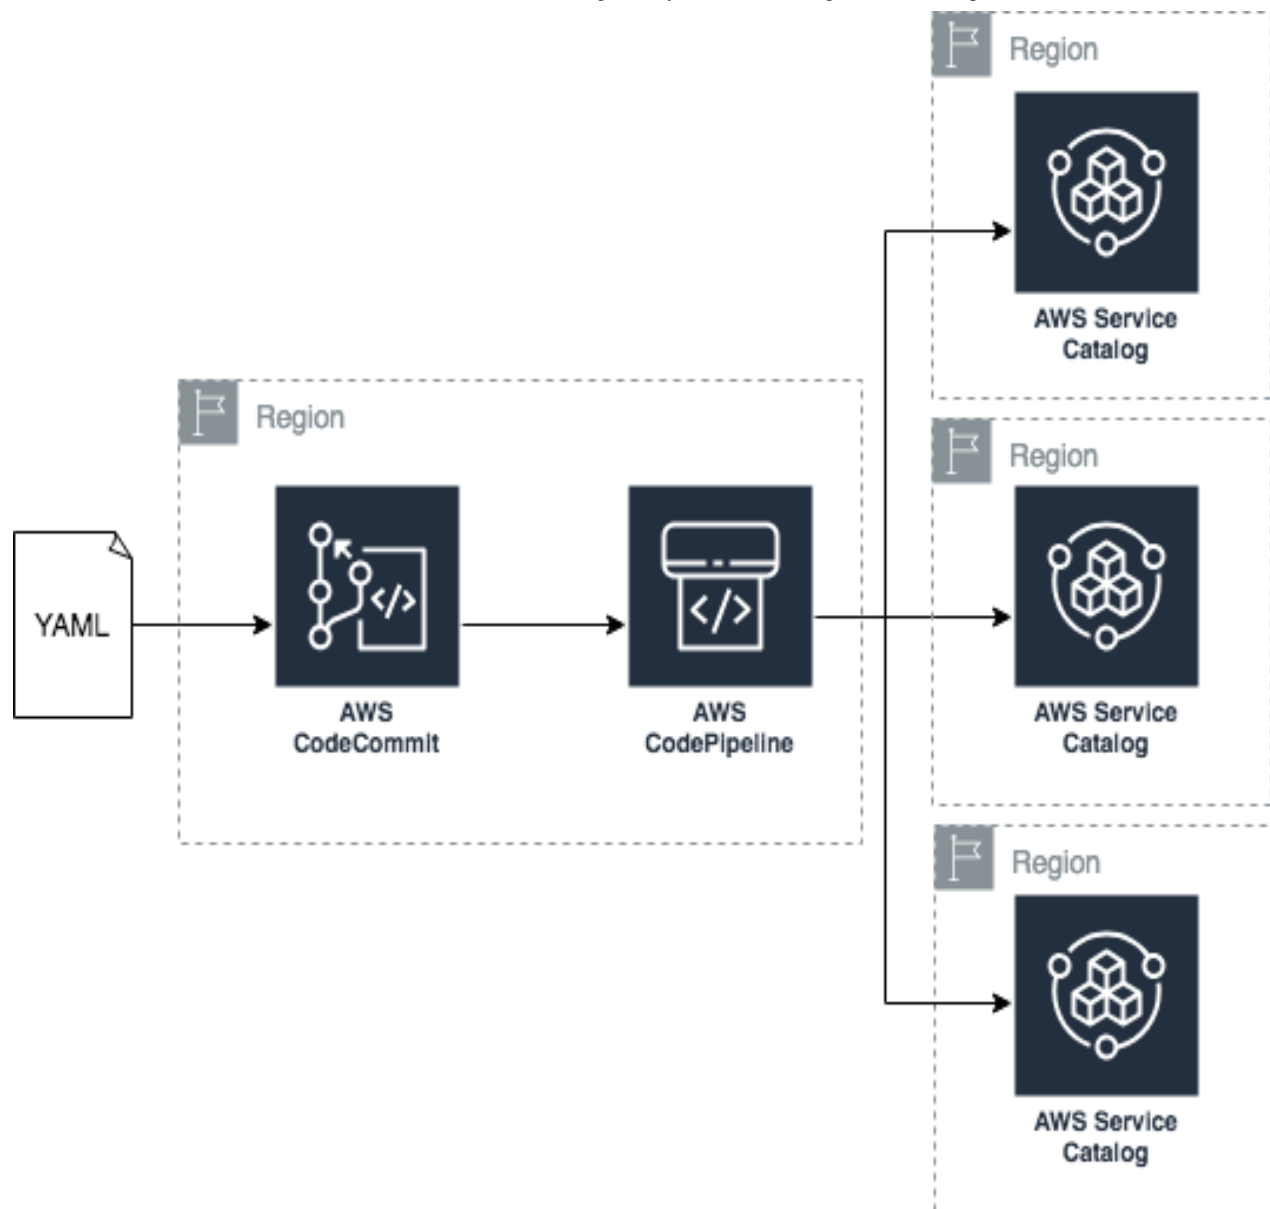 Region
AWS Service
Catalog
Region
YAML
AWS
CodeCommit
AWS
CodePipeline
Region
AWS Service
Catalog
Region
AWS Service
Catalog